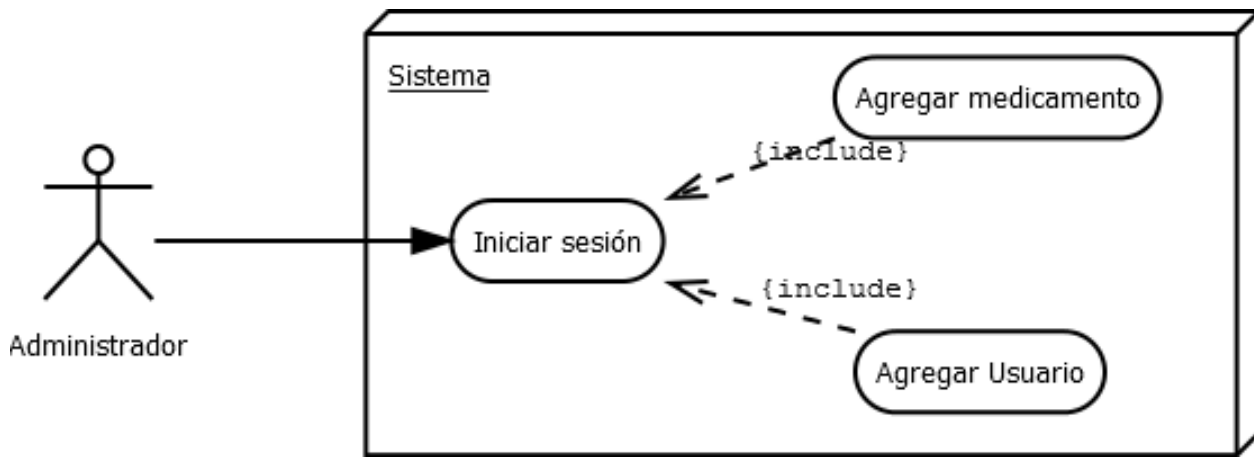 Sistema
Agregar medicamento
{include}
Iniciar sesión
{include}
Administrador
Agregar Usuario